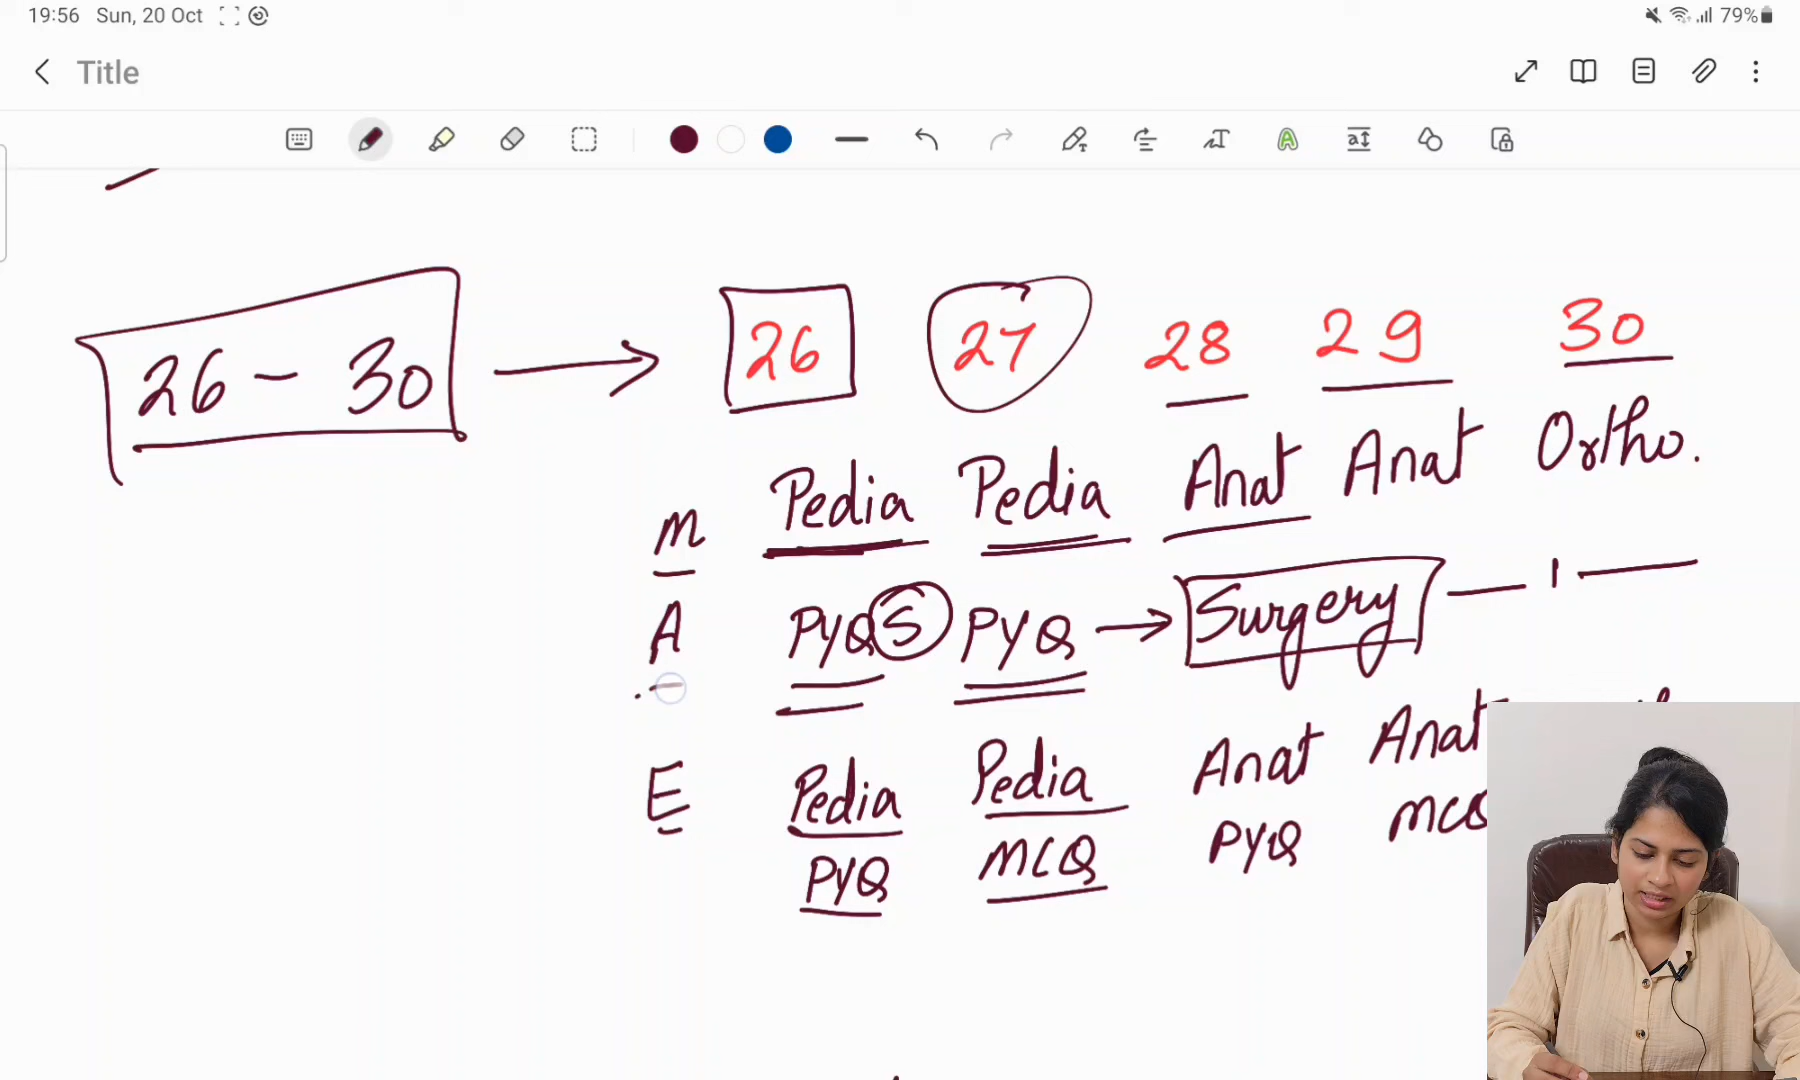 19:56 Sun, 20 Oct 79%
Title
26 - 30 → 26 27 28 29 30
M Pedia Pedia Anat Anat Ortho.
A PYQ S PYQ → Surgery
E Pedia Pedia Anat Anat
PYQ MCQ PYQ MCQ